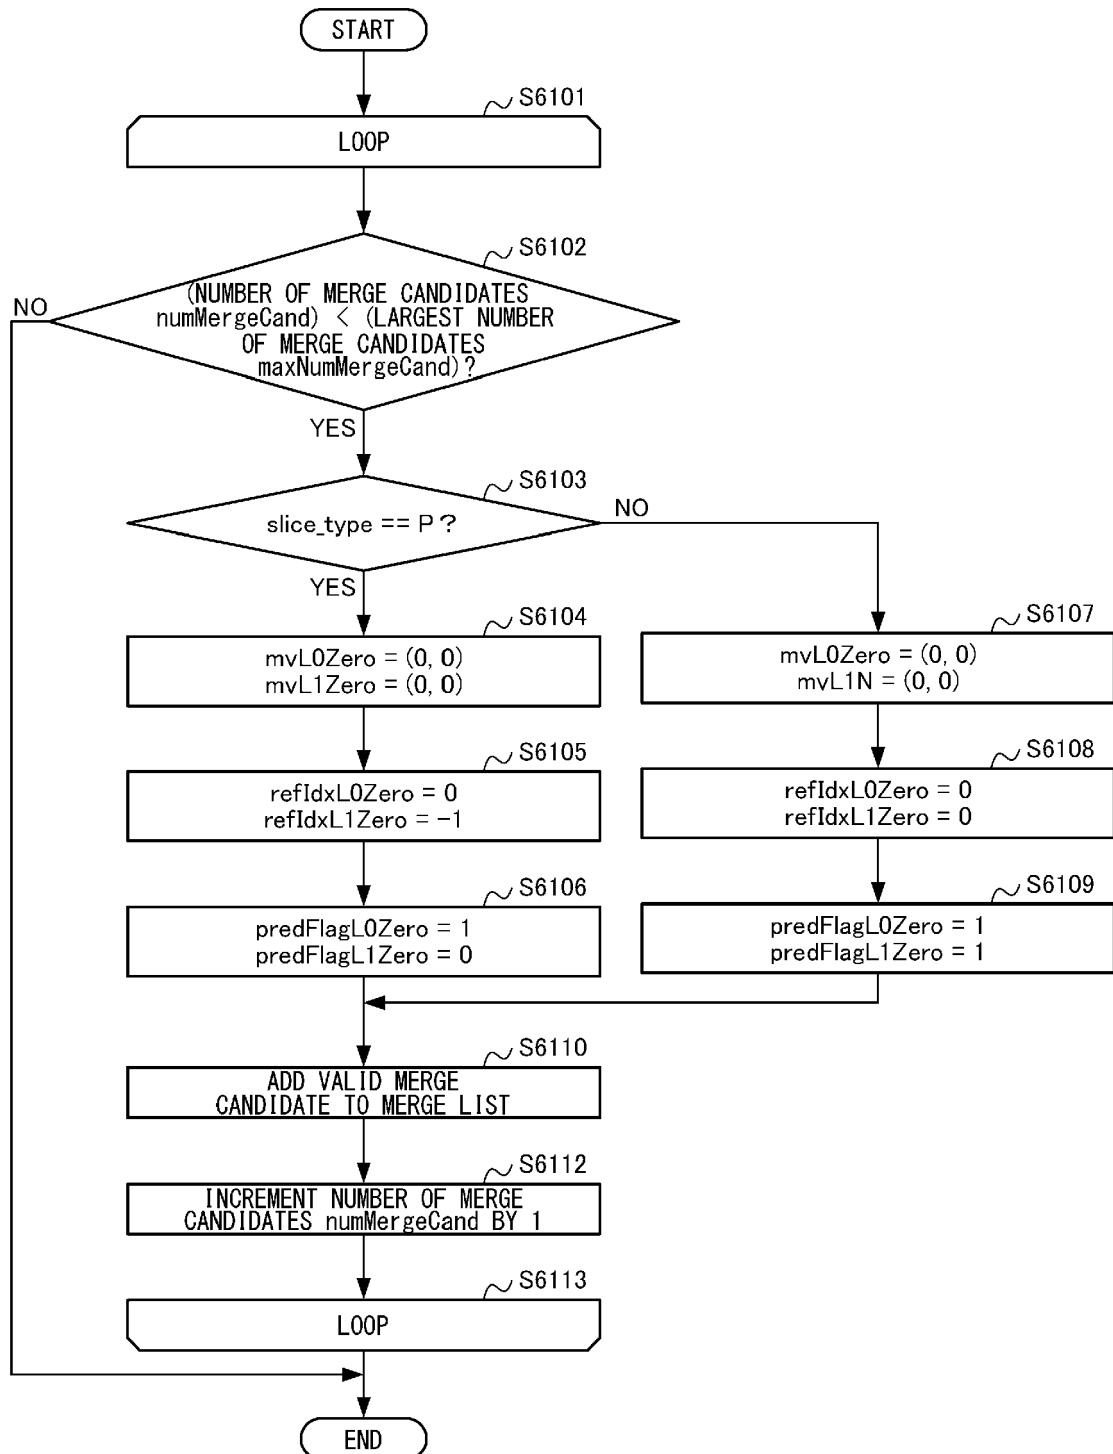 START
S6101
LOOP
S6102
(NUMBER OF MERGE CANDIDATES
numMergeCand) < (LARGEST NUMBER
OF MERGE CANDIDATES
maxNumMergeCand)?
NO
YES
S6103
slice_type == P ?
NO
YES
S6104
mvL0Zero = (0, 0)
mvL1Zero = (0, 0)
S6107
mvL0Zero = (0, 0)
mvL1N = (0, 0)
S6105
refIdxL0Zero = 0
refIdxL1Zero = -1
S6108
refIdxL0Zero = 0
refIdxL1Zero = 0
S6106
predFlagL0Zero = 1
predFlagL1Zero = 0
S6109
predFlagL0Zero = 1
predFlagL1Zero = 1
S6110
ADD VALID MERGE
CANDIDATE TO MERGE LIST
S6112
INCREMENT NUMBER OF MERGE
CANDIDATES numMergeCand BY 1
S6113
LOOP
END